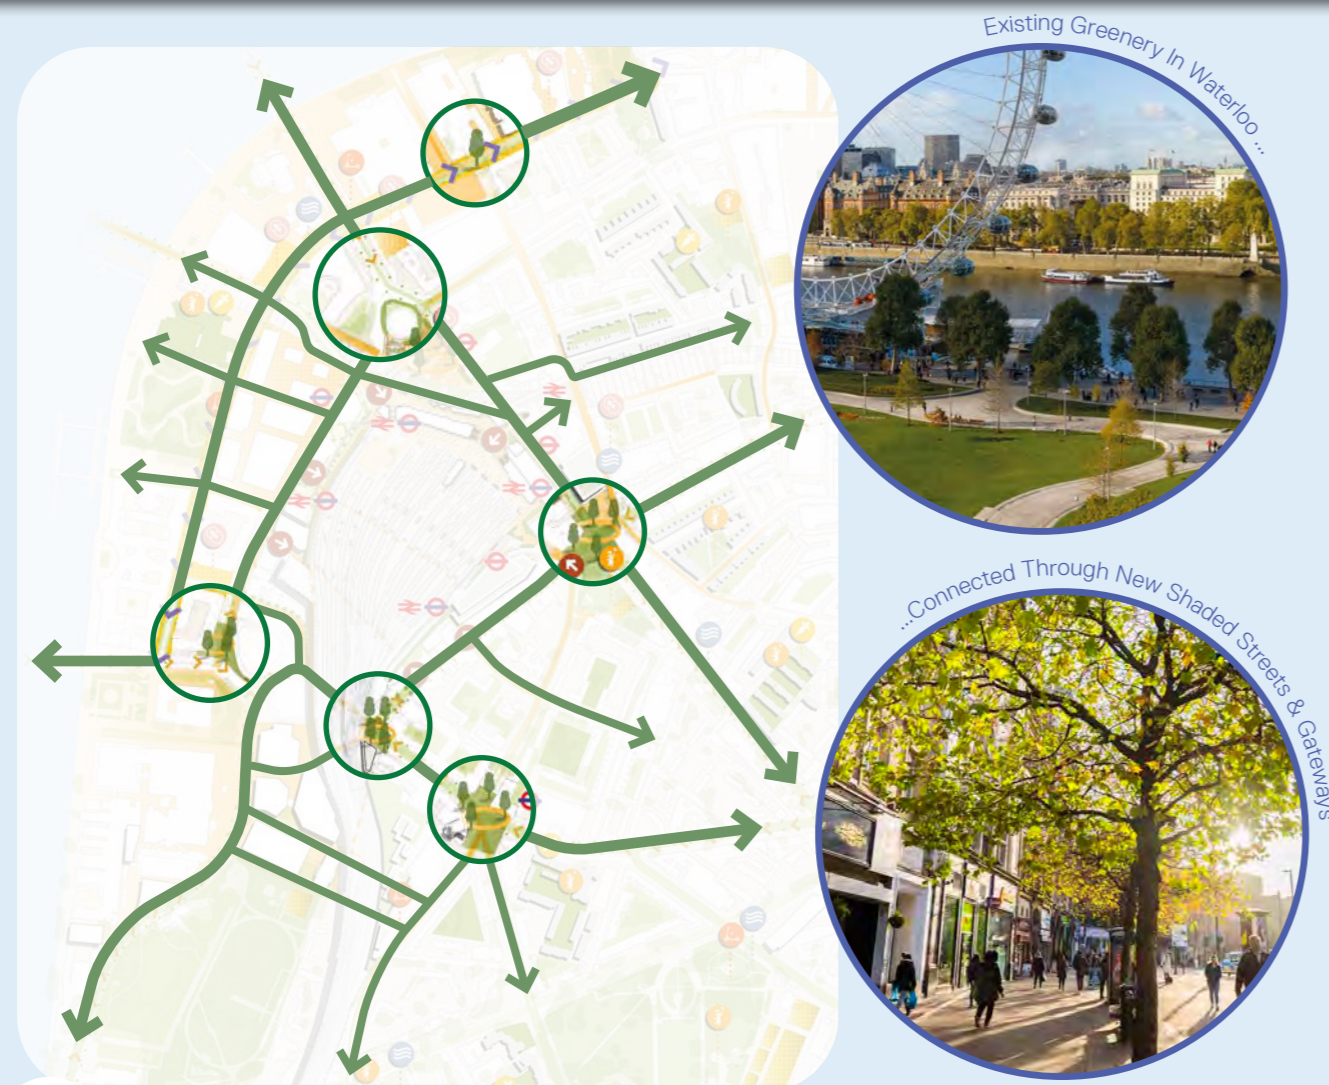 Existing Greenery In Waterloo ...
...Connected Through New Shaded Streets & Gateways